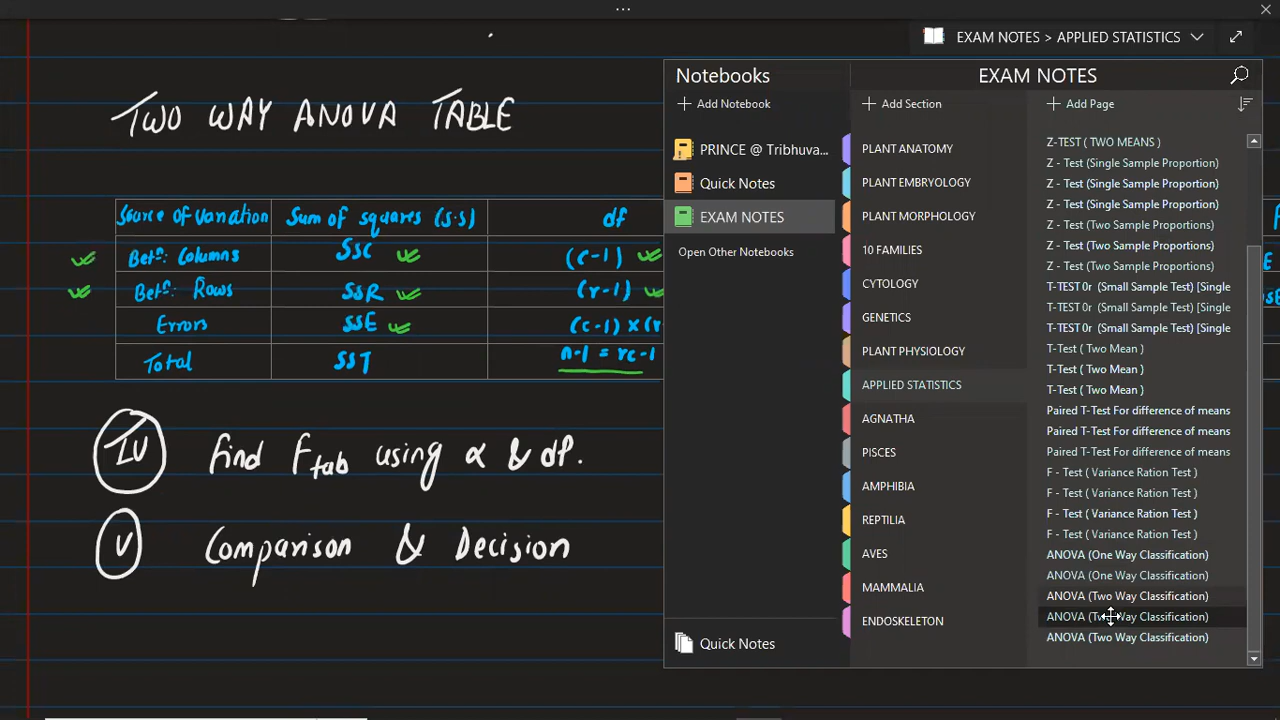 EXAM NOTES > APPLIED STATISTICS
TWO WAY ANOVA TABLE
Source of variation Sum of squares (S.S) df
Betn: Columns SSC (c-1)
Betn: Rows SSR (r-1)
Errors SSE (c-1) × (r
Total SST n-1 = rc-1
IV Find Ftab using α & df.
V Comparison & Decision
Notebooks
+ Add Notebook
PRINCE @ Tribhuva...
Quick Notes
EXAM NOTES
Open Other Notebooks
Quick Notes
EXAM NOTES
+ Add Section
PLANT ANATOMY
PLANT EMBRYOLOGY
PLANT MORPHOLOGY
10 FAMILIES
CYTOLOGY
GENETICS
PLANT PHYSIOLOGY
APPLIED STATISTICS
AGNATHA
PISCES
AMPHIBIA
REPTILIA
AVES
MAMMALIA
ENDOSKELETON
+ Add Page
Z-TEST ( TWO MEANS )
Z - Test (Single Sample Proportion)
Z - Test (Single Sample Proportion)
Z - Test (Single Sample Proportion)
Z - Test (Two Sample Proportions)
Z - Test (Two Sample Proportions)
Z - Test (Two Sample Proportions)
T-TEST 0r (Small Sample Test) [Single
T-TEST 0r (Small Sample Test) [Single
T-TEST 0r (Small Sample Test) [Single
T-Test ( Two Mean )
T-Test ( Two Mean )
T-Test ( Two Mean )
Paired T-Test For difference of means
Paired T-Test For difference of means
Paired T-Test For difference of means
F - Test ( Variance Ration Test )
F - Test ( Variance Ration Test )
F - Test ( Variance Ration Test )
F - Test ( Variance Ration Test )
ANOVA (One Way Classification)
ANOVA (One Way Classification)
ANOVA (Two Way Classification)
ANOVA (Two Way Classification)
ANOVA (Two Way Classification)